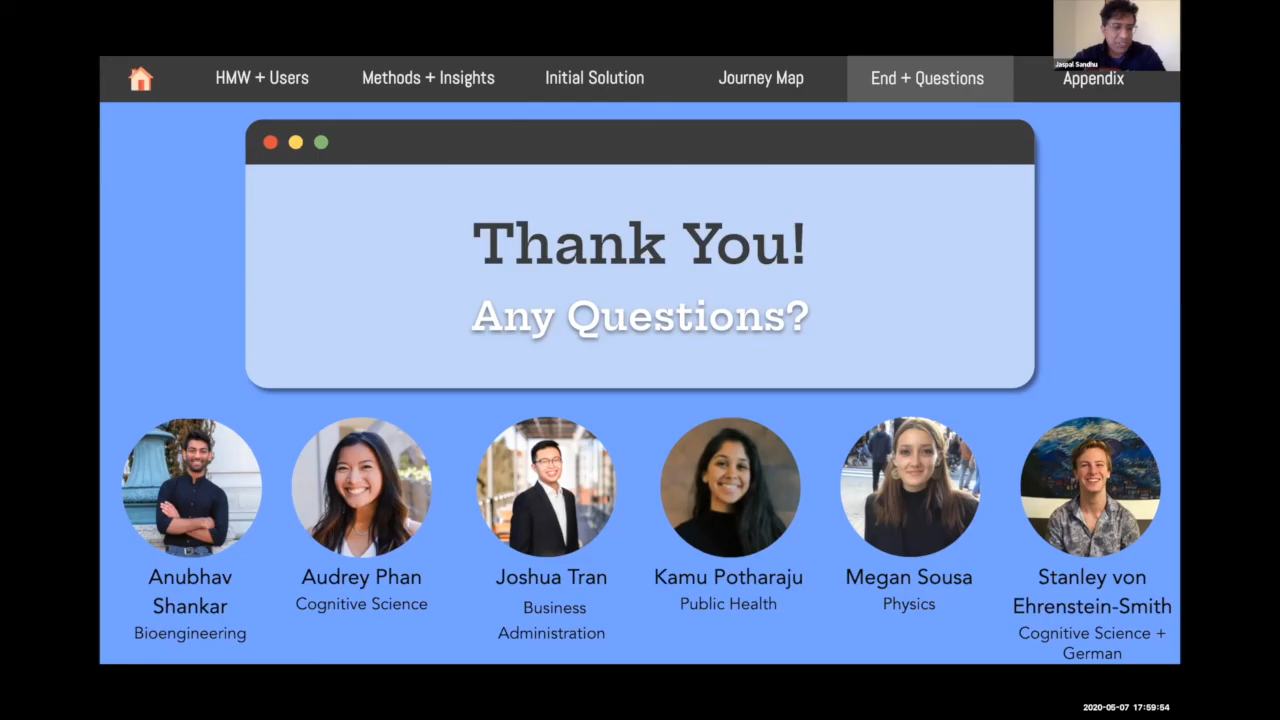 Jaspal Sandhu
HMW + Users
Methods + Insights
Initial Solution
Journey Map
End + Questions
Appendix
Thank You!
Any Questions?
Anubhav
Shankar
Bioengineering
Audrey Phan
Cognitive Science
Joshua Tran
Business
Administration
Kamu Potharaju
Public Health
Megan Sousa
Physics
Stanley von
Ehrenstein-Smith
Cognitive Science +
German
2020-05-07 17:59:54